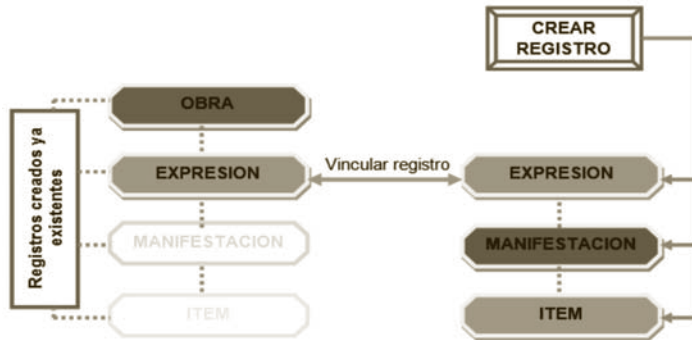 CREAR
REGISTRO
OBRA
EXPRESION
Vincular registro
EXPRESION
Registros creados ya
existentes
MANIFESTACION
MANIFESTACION
ITEM
ITEM